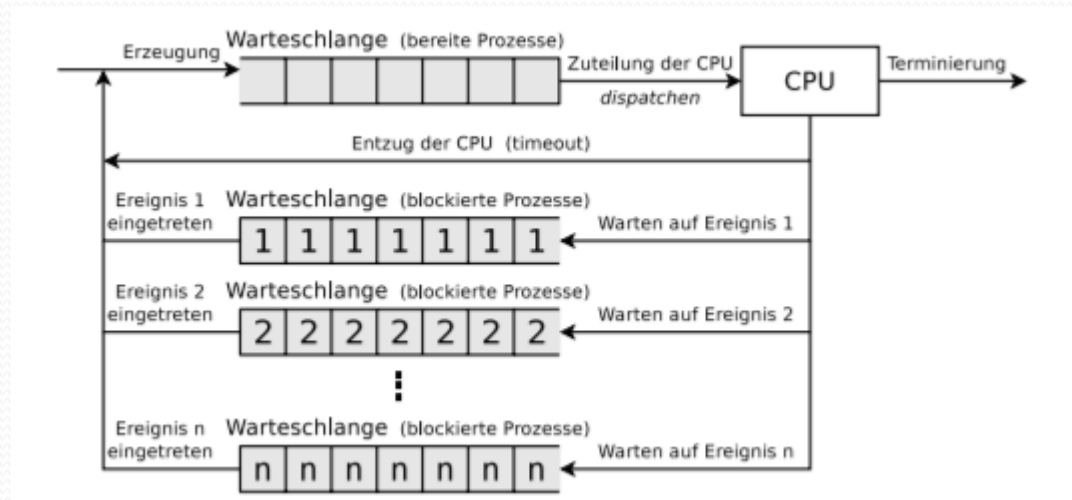 Erzeugung
Warteschlange (bereite Prozesse)
Zuteilung der CPU
dispatchen
CPU
Terminierung
Entzug der CPU (timeout)
Ereignis 1
eingetreten
Warteschlange (blockierte Prozesse)
1 1 1 1 1 1 1
Warten auf Ereignis 1
Ereignis 2
eingetreten
Warteschlange (blockierte Prozesse)
2 2 2 2 2 2 2
Warten auf Ereignis 2
Ereignis n
eingetreten
Warteschlange (blockierte Prozesse)
n n n n n n n
Warten auf Ereignis n